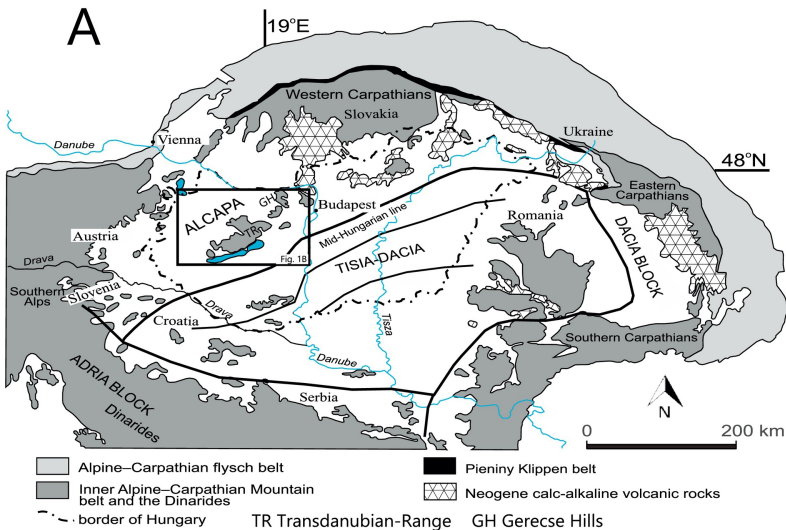 A
19°E
Western Carpathians
Slovakia
Ukraine
Danube
Vienna
48°N
Eastern
Carpathians
GH
Budapest
ALCAPA
Mid-Hungarian line
Romania
DACIA BLOCK
Austria
TR
TISIA-DACIA
Fig. 1B
Drava
Southern
Alps
Slovenia
Drava
Tisza
Croatia
Southern Carpathians
Danube
ADRIA BLOCK
Dinarides
Serbia
N
0 200 km
Alpine–Carpathian flysch belt
Pieniny Klippen belt
Inner Alpine–Carpathian Mountain
belt and the Dinarides
Neogene calc-alkaline volcanic rocks
border of Hungary
TR Transdanubian-Range GH Gerecse Hills